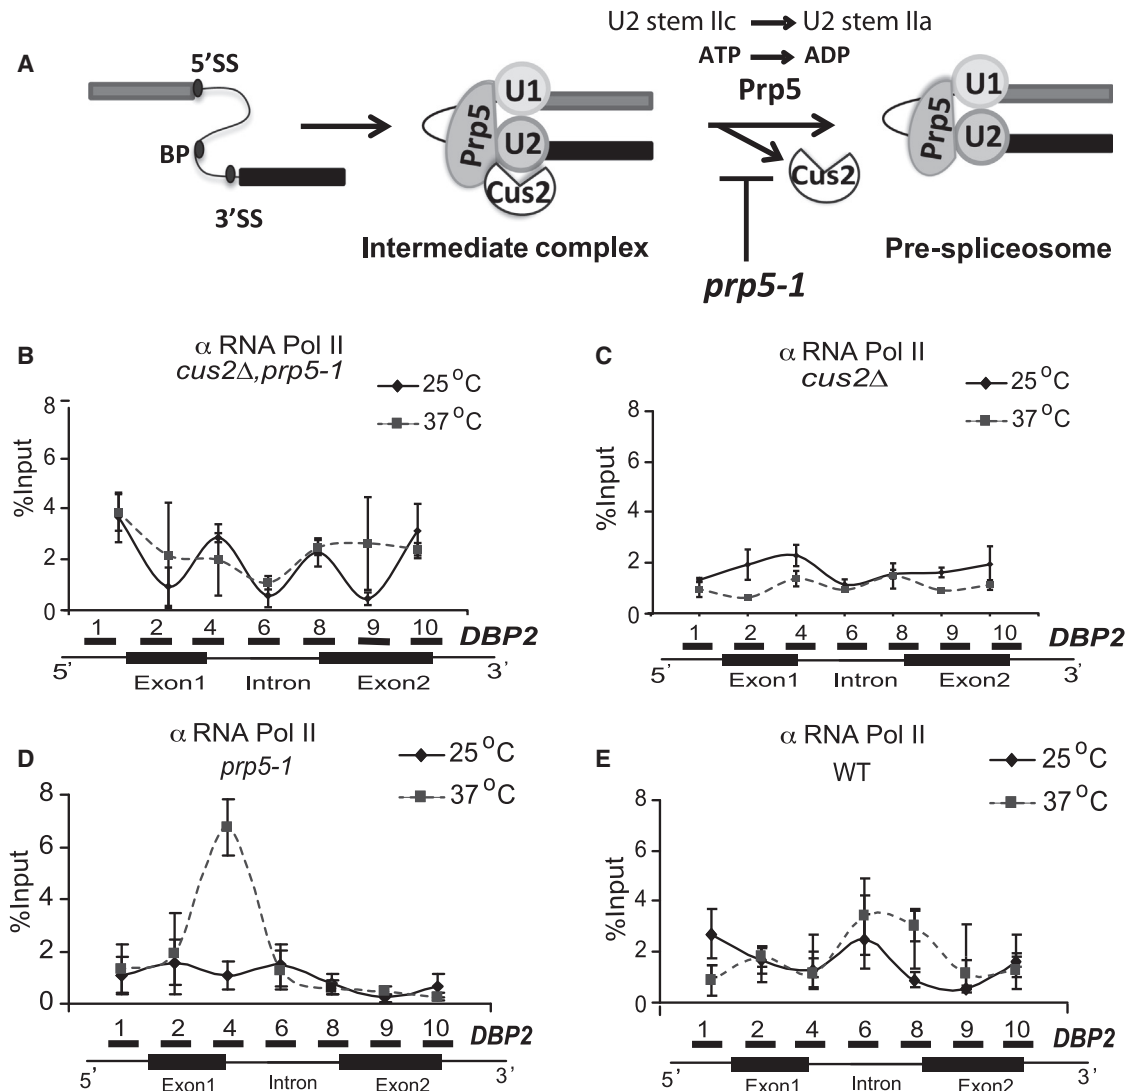 U2 stem IIc U2 stem IIa
A
5'SS
ATP ADP
Prp5
U1
Prp5
U2
Cus2
BP
3'SS
Cus2
U1
Prp5
U2
Intermediate complex
Pre-spliceosome
prp5-1
B
α RNA Pol II
cus2Δ,prp5-1
25 °C
37 °C
%Input
8
6
4
2
0
1 2 4 6 8 9 10 DBP2
5' 3'
Exon1 Intron Exon2
C
α RNA Pol II
cus2Δ
25 °C
37 °C
%Input
8
6
4
2
0
1 2 4 6 8 9 10 DBP2
5' 3'
Exon1 Intron Exon2
D
α RNA Pol II
prp5-1
25 °C
37 °C
%Input
8
6
4
2
0
1 2 4 6 8 9 10 DBP2
5' 3'
Exon1 Intron Exon2
E
α RNA Pol II
WT
25 °C
37 °C
%Input
8
6
4
2
0
1 2 4 6 8 9 10 DBP2
5' 3'
Exon1 Intron Exon2